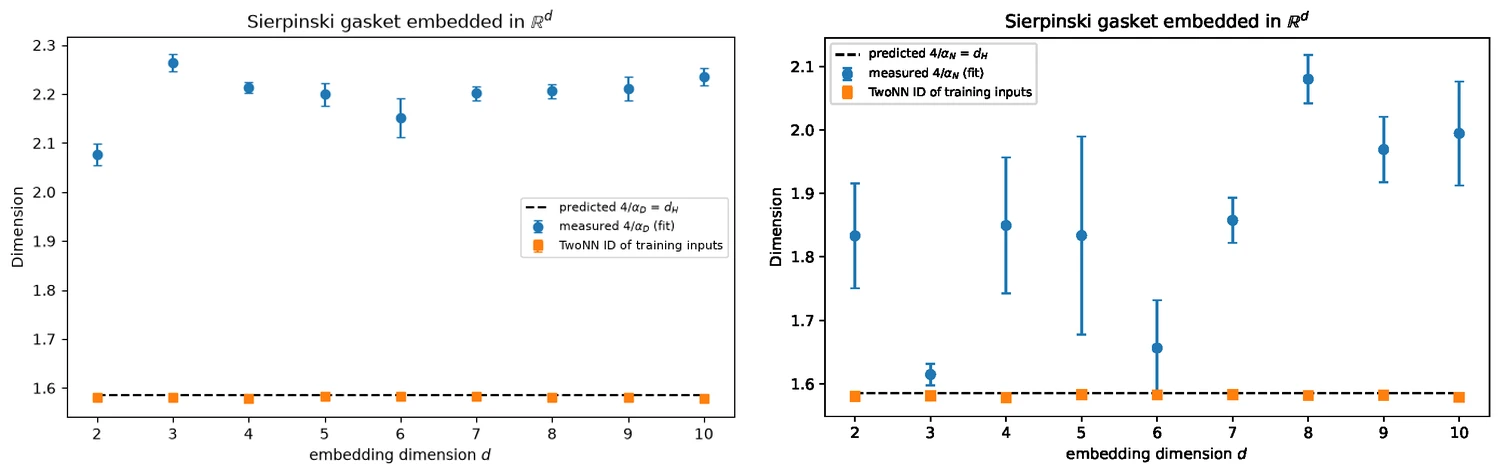 Sierpinski gasket embedded in ℝ^d
2.3
2.2
2.1
2.0
1.9
1.8
1.7
1.6
Dimension
predicted 4/α_D = d_H
measured 4/α_D (fit)
TwoNN ID of training inputs
2 3 4 5 6 7 8 9 10
embedding dimension d
Sierpinski gasket embedded in ℝ^d
predicted 4/α_N = d_H
measured 4/α_N (fit)
TwoNN ID of training inputs
2.1
2.0
1.9
1.8
1.7
1.6
Dimension
2 3 4 5 6 7 8 9 10
embedding dimension d